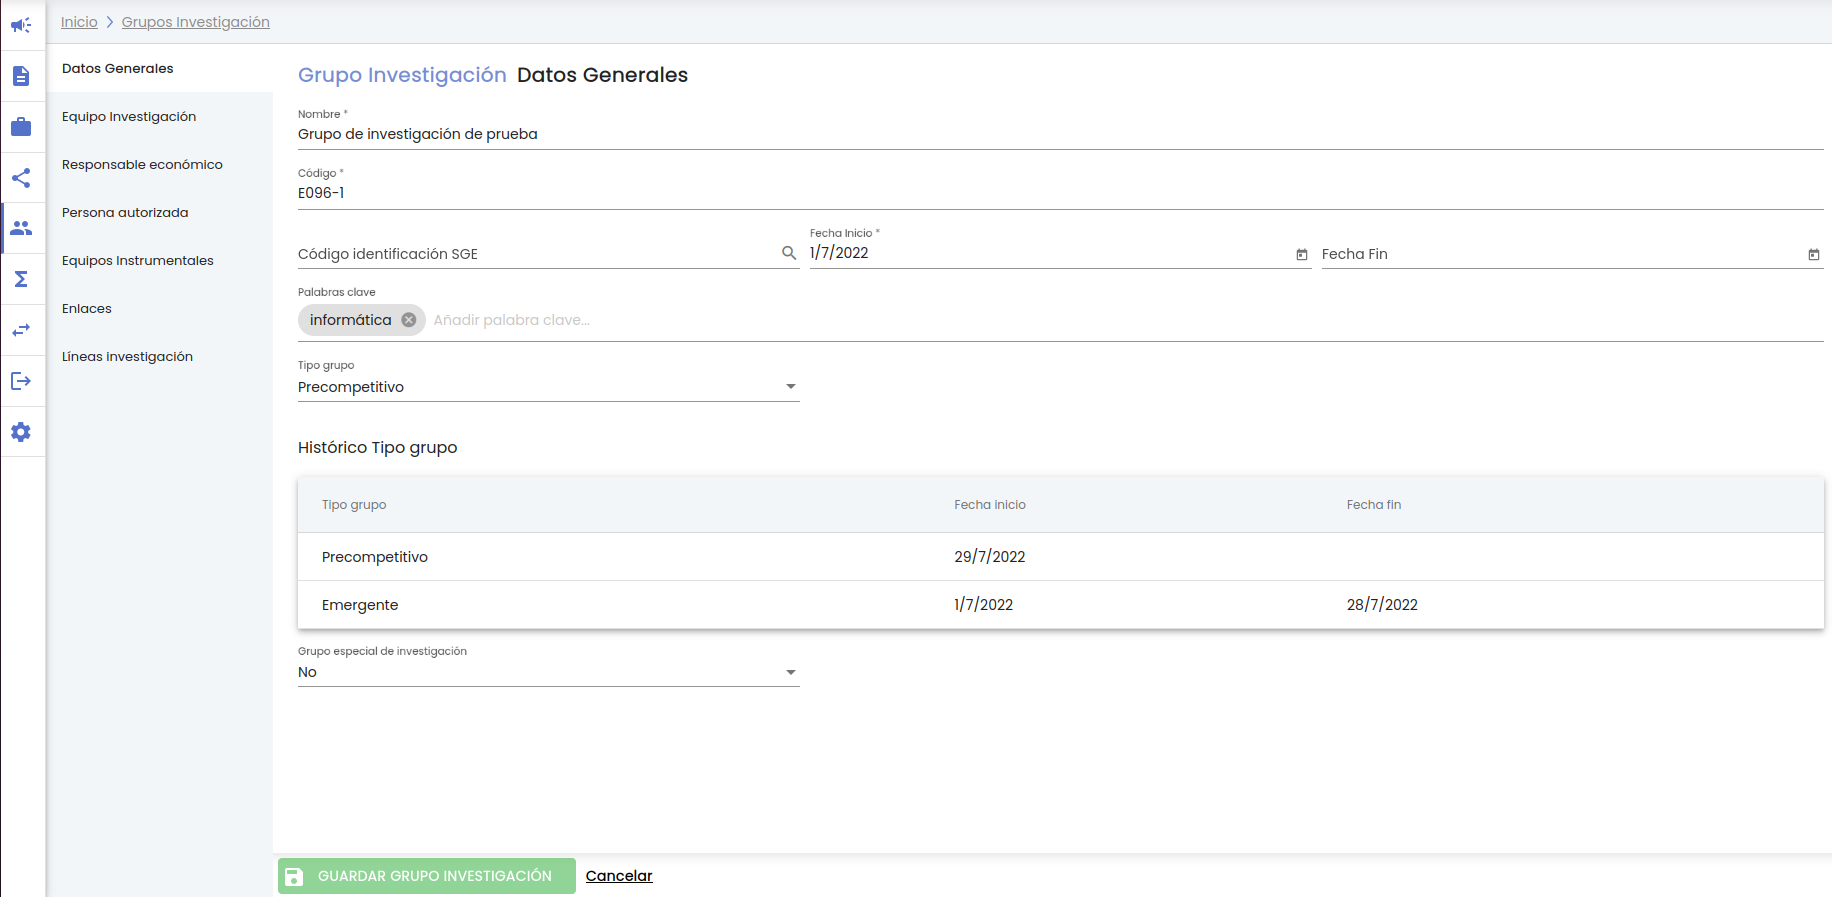 Inicio > Grupos Investigación
Datos Generales
Equipo Investigación
Responsable económico
Persona autorizada
Equipos Instrumentales
Enlaces
Líneas investigación
Grupo Investigación Datos Generales
Nombre *
Grupo de investigación de prueba
Código *
E096-1
Código identificación SGE
Fecha Inicio *
1/7/2022
Fecha Fin
Palabras clave
informática Añadir palabra clave...
Tipo grupo
Precompetitivo
Histórico Tipo grupo
Tipo grupo Fecha inicio Fecha fin
Precompetitivo 29/7/2022
Emergente 1/7/2022 28/7/2022
Grupo especial de investigación
No
GUARDAR GRUPO INVESTIGACIÓN Cancelar